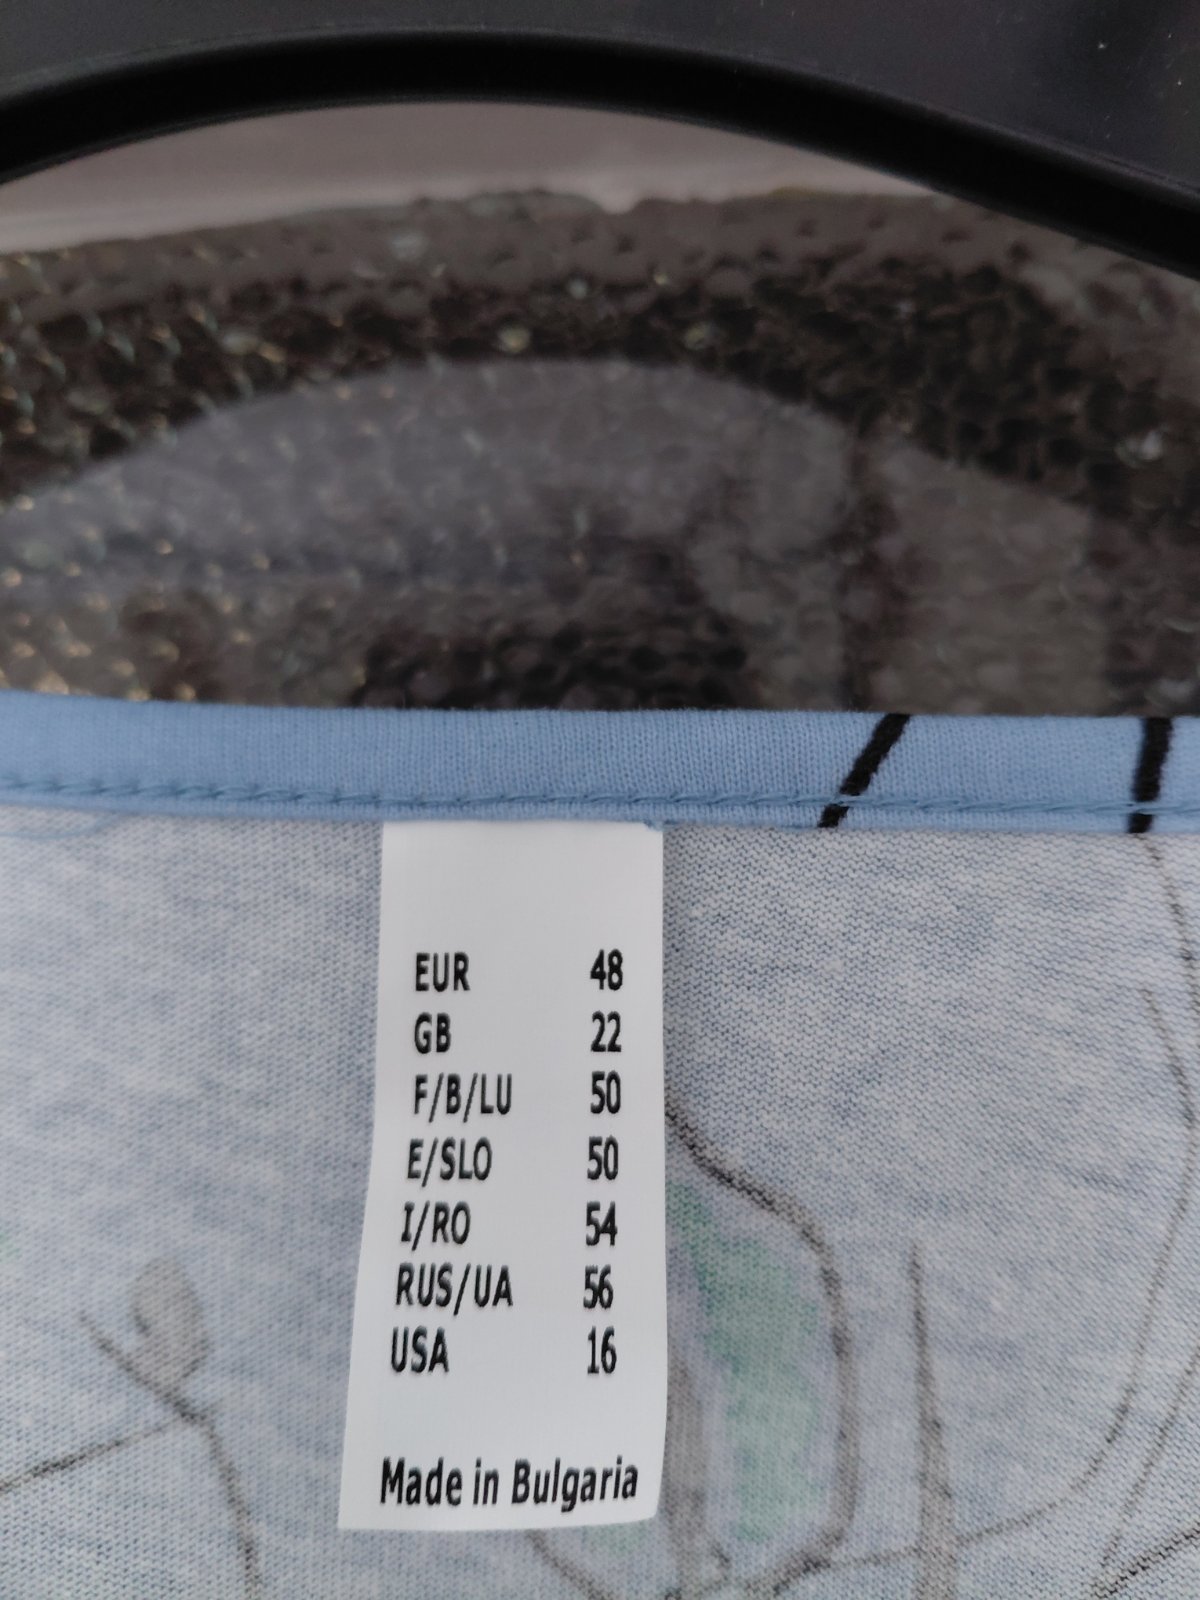 EUR 48
GB 22
F/B/LU 50
E/SLO 50
I/RO 54
RUS/UA 56
USA 16
Made in Bulgaria